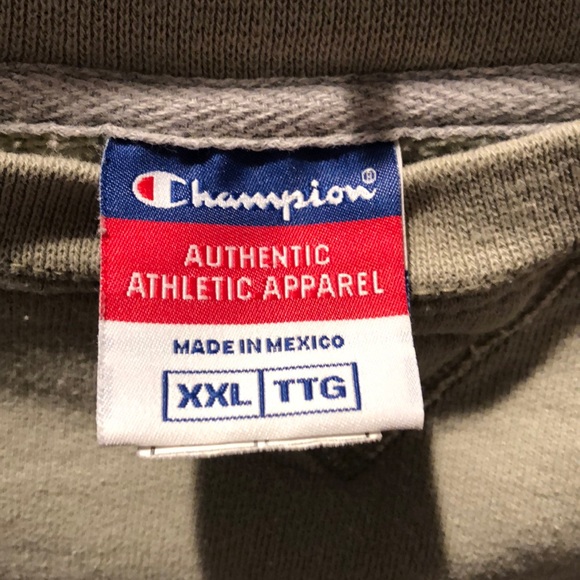 Champion®
AUTHENTIC
ATHLETIC APPAREL
MADE IN MEXICO
XXL TTG